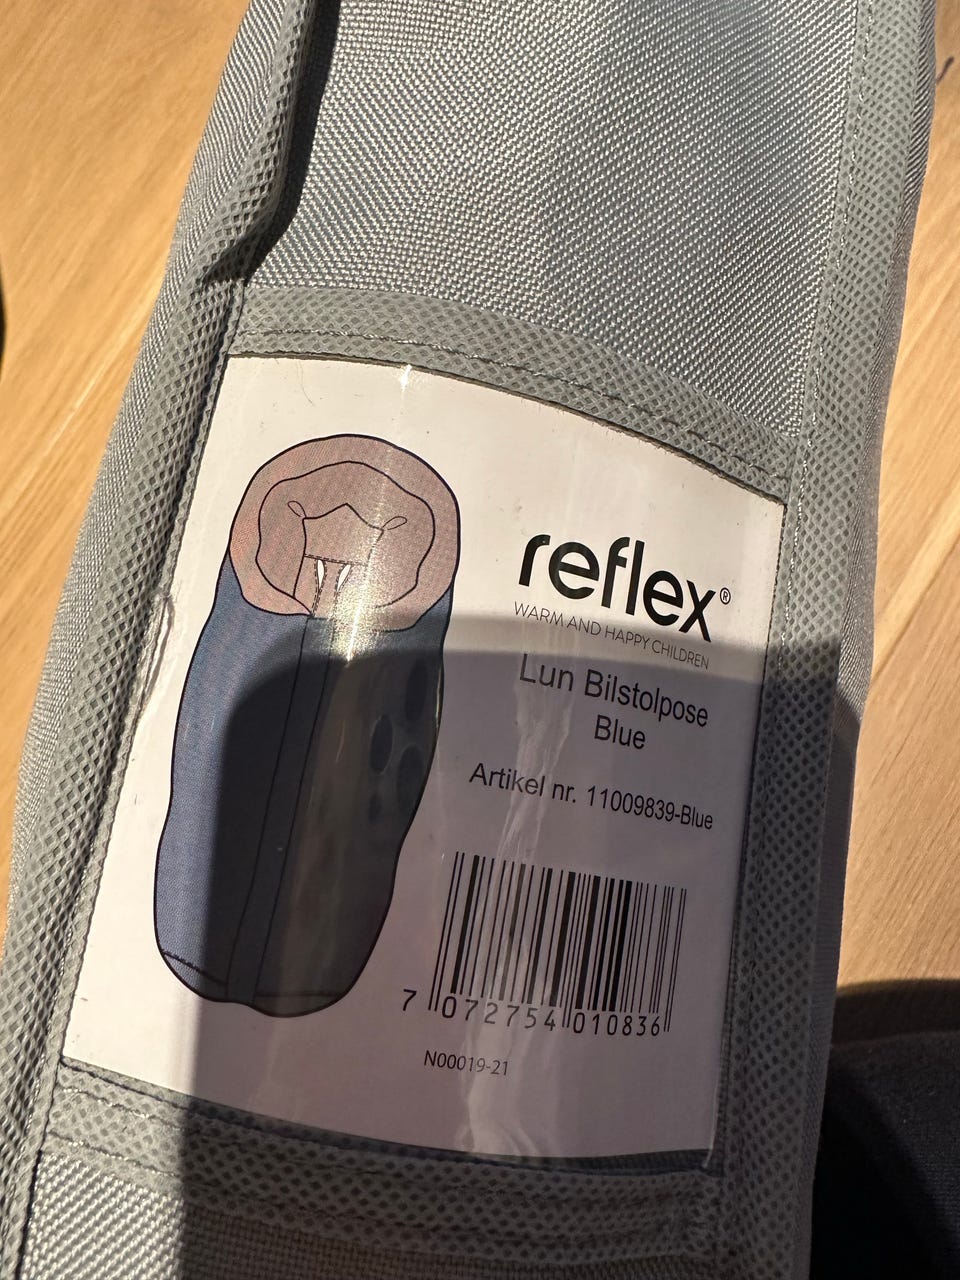 reflex®
WARM AND HAPPY CHILDREN
Lun Bilstolpose
Blue
Artikel nr. 11009839-Blue
7 072754 010836
N00019-21